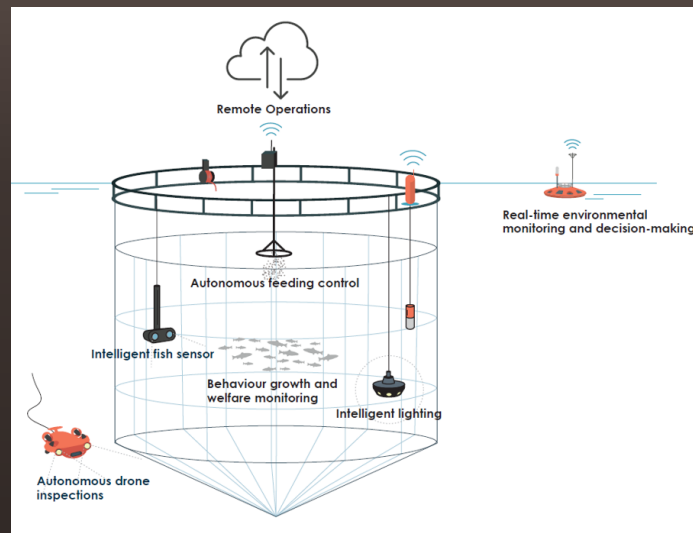 Remote Operations
Real-time environmental
monitoring and decision-making
Autonomous feeding control
Intelligent fish sensor
Behaviour growth and
welfare monitoring
Intelligent lighting
Autonomous drone
inspections